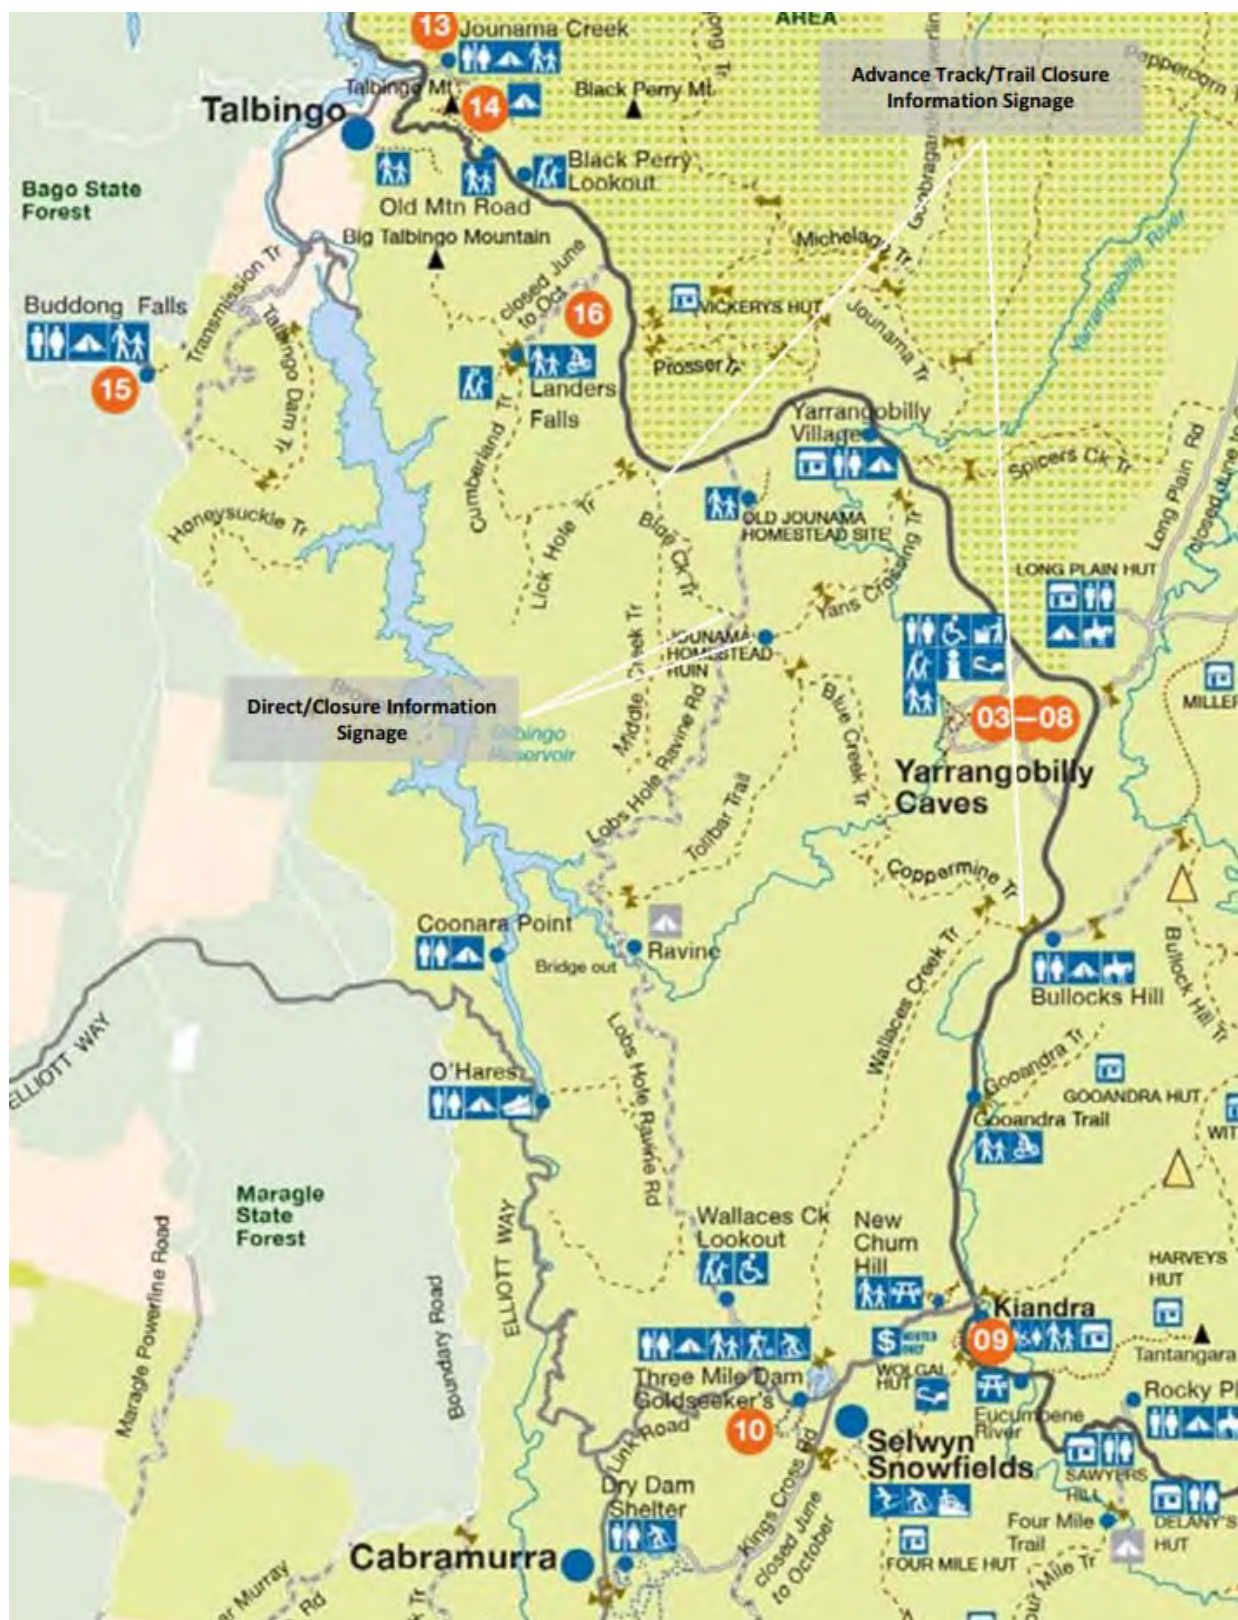 AREA
13
Jounama Creek
Advance Track/Trail Closure
Information Signage
Talbingo Mt
14
Black Perry Mt
Talbingo
Black Perry
Lookout
Bago State
Forest
Old Mtn Road
Big Talbingo Mountain
Michelago Tr
Yarrangobilly River
closed June
to Oct
16
Transmission Tr
Buddong Falls
15
Talbingo Dam Tr
VICKERYS HUT
Jounama Tr
Prosser Tr
Landers
Falls
Cumberland Tr
Yarrangobilly
Village
Spicers Ck Tr
Long Plain Rd
Honeysuckle Tr
Lick Hole Tr
OLD JOUNAMA
HOMESTEAD SITE
Blue Ck Tr
Yans Crossing Tr
LONG PLAIN HUT
JOUNAMA
HOMESTEAD
RUIN
Middle Creek Tr
Direct/Closure Information
Signage
Lobs Hole Ravine Rd
Blue Creek Tr
03—08
Yarrangobilly
Caves
Tolbar Trail
Coppermine Tr
Coonara Point
Bridge out
Ravine
Wallaces Creek Tr
Bullocks Hill
Bullock Hill Tr
ELLIOTT WAY
O'Hares
Lobs Hole Ravine Rd
Gooandra Tr
GOOANDRA HUT
Gooandra Trail
Maragle
State
Forest
Maragle Powerline Road
Boundary Road
ELLIOTT WAY
Wallaces Ck
Lookout
New
Chum
Hill
HARVEYS
HUT
Kiandra
09
$ WINTER
ONLY
Tantangara
Three Mile Dam
Goldseeker's
10
WOLGAL
HUT
Eucumbene
River
Rocky Pl
Link Road
Selwyn
Snowfields
SAWYERS
HILL
Kings Cross Rd
closed June
to October
Dry Dam
Shelter
Cabramurra
FOUR MILE HUT
Four Mile
Trail
DELANY'S
HUT